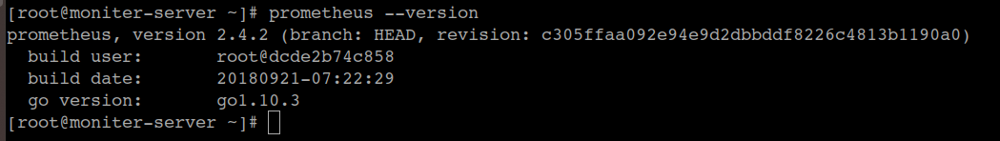 [root@moniter-server ~]# prometheus --version
prometheus, version 2.4.2 (branch: HEAD, revision: c305ffaa092e94e9d2dbbddf8226c4813b1190a0)
  build user:       root@dcde2b74c858
  build date:       20180921-07:22:29
  go version:       go1.10.3
[root@moniter-server ~]#